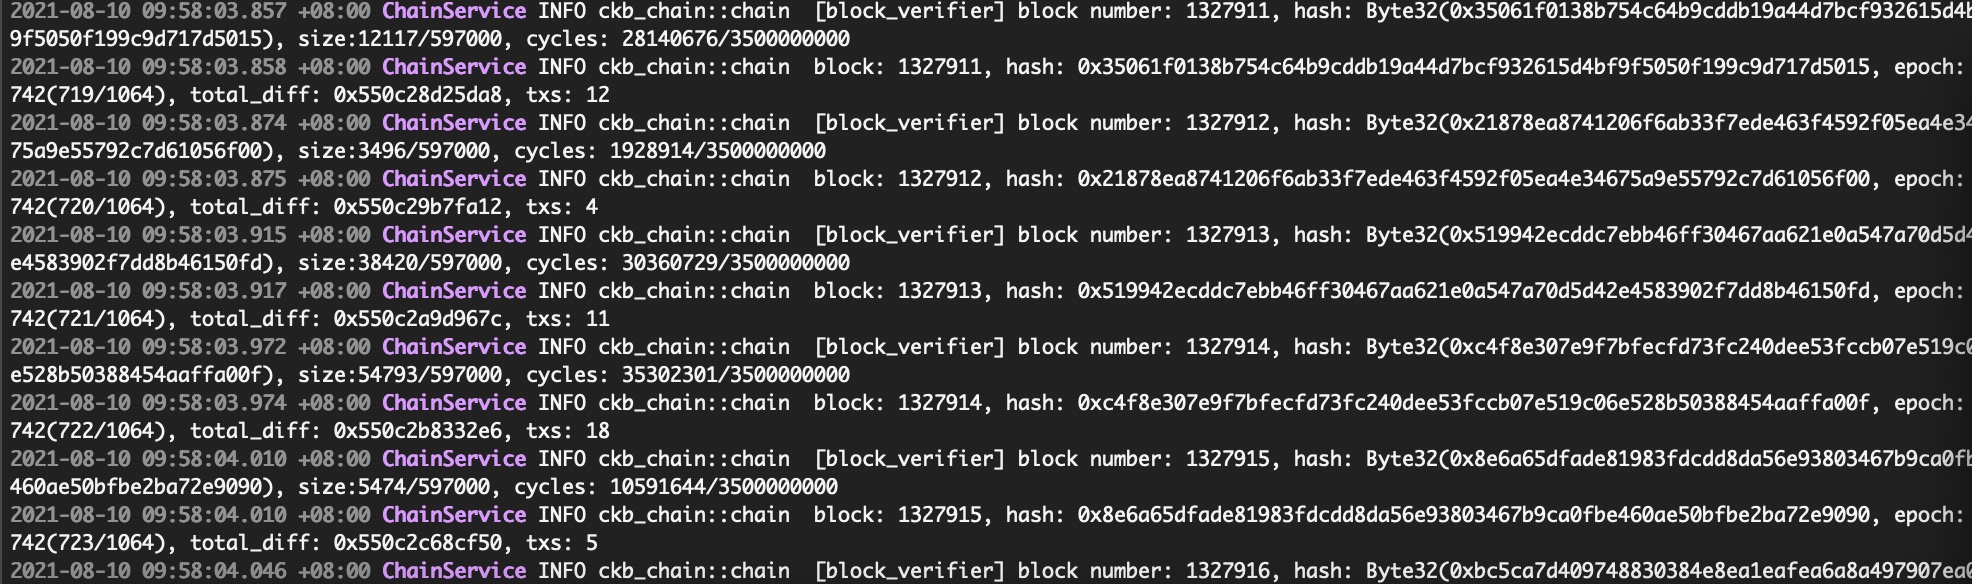 2021-08-10 09:58:03.857 +08:00 ChainService INFO ckb_chain::chain  [block_verifier] block number: 1327911, hash: Byte32(0x35061f0138b754c64b9cddb19a44d7bcf932615d4b
9f5050f199c9d717d5015), size:12117/597000, cycles: 28140676/3500000000
2021-08-10 09:58:03.858 +08:00 ChainService INFO ckb_chain::chain  block: 1327911, hash: 0x35061f0138b754c64b9cddb19a44d7bcf932615d4bf9f5050f199c9d717d5015, epoch:
742(719/1064), total_diff: 0x550c28d25da8, txs: 12
2021-08-10 09:58:03.874 +08:00 ChainService INFO ckb_chain::chain  [block_verifier] block number: 1327912, hash: Byte32(0x21878ea8741206f6ab33f7ede463f4592f05ea4e34
75a9e55792c7d61056f00), size:3496/597000, cycles: 1928914/3500000000
2021-08-10 09:58:03.875 +08:00 ChainService INFO ckb_chain::chain  block: 1327912, hash: 0x21878ea8741206f6ab33f7ede463f4592f05ea4e34675a9e55792c7d61056f00, epoch:
742(720/1064), total_diff: 0x550c29b7fa12, txs: 4
2021-08-10 09:58:03.915 +08:00 ChainService INFO ckb_chain::chain  [block_verifier] block number: 1327913, hash: Byte32(0x519942ecddc7ebb46ff30467aa621e0a547a70d5d4
e4583902f7dd8b46150fd), size:38420/597000, cycles: 30360729/3500000000
2021-08-10 09:58:03.917 +08:00 ChainService INFO ckb_chain::chain  block: 1327913, hash: 0x519942ecddc7ebb46ff30467aa621e0a547a70d5d42e4583902f7dd8b46150fd, epoch:
742(721/1064), total_diff: 0x550c2a9d967c, txs: 11
2021-08-10 09:58:03.972 +08:00 ChainService INFO ckb_chain::chain  [block_verifier] block number: 1327914, hash: Byte32(0xc4f8e307e9f7bfecfd73fc240dee53fccb07e519c0
e528b50388454aaffa00f), size:54793/597000, cycles: 35302301/3500000000
2021-08-10 09:58:03.974 +08:00 ChainService INFO ckb_chain::chain  block: 1327914, hash: 0xc4f8e307e9f7bfecfd73fc240dee53fccb07e519c06e528b50388454aaffa00f, epoch:
742(722/1064), total_diff: 0x550c2b8332e6, txs: 18
2021-08-10 09:58:04.010 +08:00 ChainService INFO ckb_chain::chain  [block_verifier] block number: 1327915, hash: Byte32(0x8e6a65dfade81983fdcdd8da56e93803467b9ca0fb
460ae50bfbe2ba72e9090), size:5474/597000, cycles: 10591644/3500000000
2021-08-10 09:58:04.010 +08:00 ChainService INFO ckb_chain::chain  block: 1327915, hash: 0x8e6a65dfade81983fdcdd8da56e93803467b9ca0fbe460ae50bfbe2ba72e9090, epoch:
742(723/1064), total_diff: 0x550c2c68cf50, txs: 5
2021-08-10 09:58:04.046 +08:00 ChainService INFO ckb_chain::chain  [block_verifier] block number: 1327916, hash: Byte32(0xbc5ca7d409748830384e8ea1eafea6a8a497907ea0